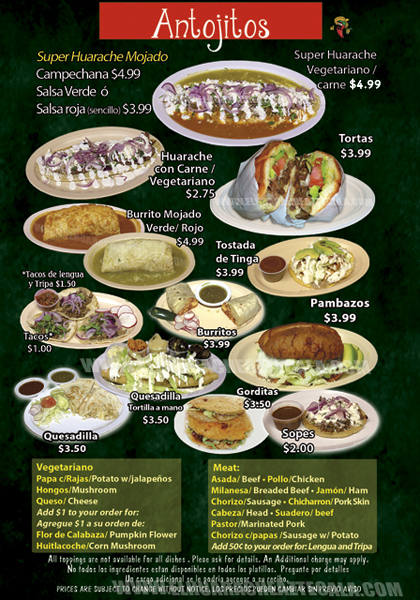 Antojitos
Super Huarache Mojado
Campechana $4.99
Salsa Verde ó
Salsa roja (sencillo) $3.99
Super Huarache
Vegetariano /
carne $4.99
Tortas
$3.99
Huarache
con Carne /
Vegetariano
$2.75
Burrito Mojado
Verde/ Rojo
$4.99
Tostada
de Tinga
$3.99
*Tacos de lengua
y Tripa $1.50
Pambazos
$3.99
Tacos*
$1.00
Burritos
$3.99
Quesadilla
Tortilla a mano
$3.50
Gorditas
$3.50
Quesadilla
$3.50
Sopes
$2.00
Vegetariano
Papa c/Rajas/Potato w/jalapeños
Hongos/Mushroom
Queso/ Cheese
Add $1 to your order for:
Agregue $1 a su orden de:
Flor de Calabaza/ Pumpkin Flower
Huitlacoche/Corn Mushroom
Meat:
Asada/ Beef • Pollo/Chicken
Milanesa/ Breaded Beef • Jamón/ Ham
Chorizo/Sausage • Chicharron/Pork Skin
Cabeza/ Head • Suadero/ beef
Pastor/Marinated Pork
Chorizo c/papas /Sausage w/ Potato
Add 50¢ to your order for: Lengua and Tripa
All toppings are not available for all dishes . Please ask for details. An Additional charge may apply.
No todos los ingredientes estan disponibles en todos los platillos. Pregunte por detalles
Un cargo adicional se le podria agregar a su recibo.
PRICES ARE SUBJECT TO CHANGE WITHOUT NOTICE. LOS PRECIOS PUEDEN CAMBIAR SIN PREVIO AVISO